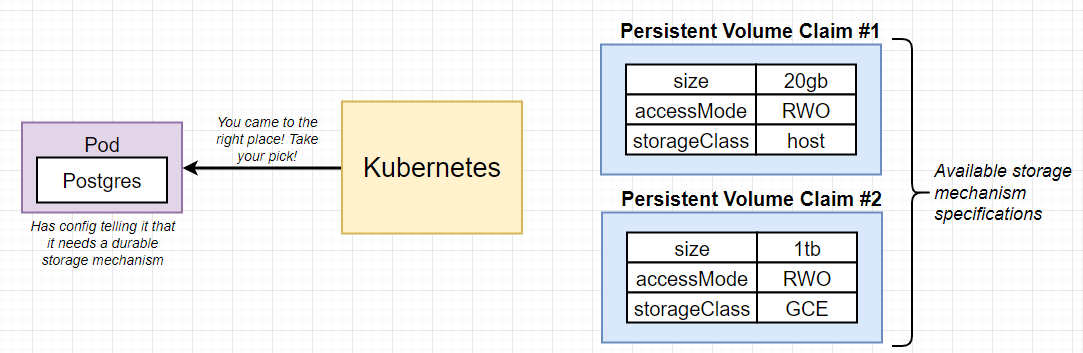 Pod
Postgres
Has config telling it that
it needs a durable
storage mechanism
You came to the
right place! Take
your pick!
Kubernetes
Persistent Volume Claim #1
size 20gb
accessMode RWO
storageClass host
Persistent Volume Claim #2
size 1tb
accessMode RWO
storageClass GCE
Available storage
mechanism
specifications